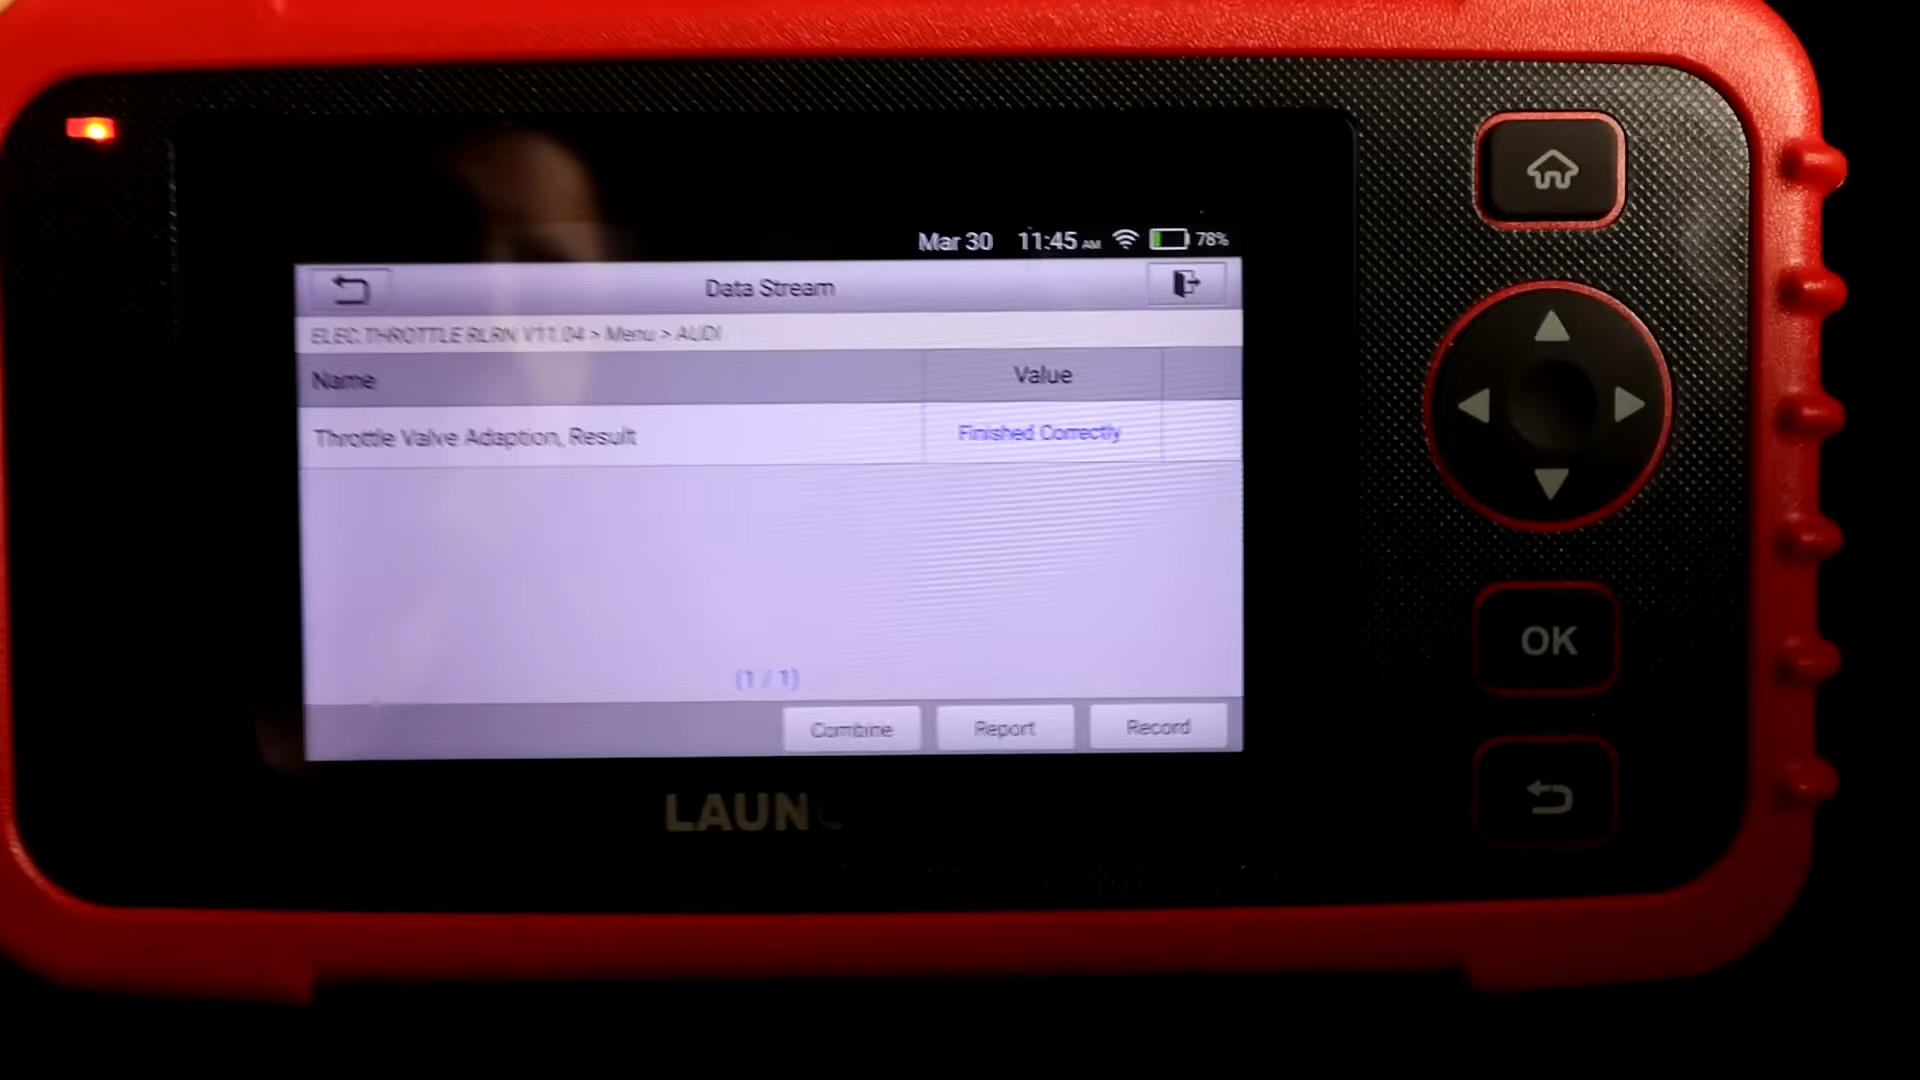 Mar 30 11:45 AM 78%
Data Stream
ELEC.THROTTLE RLRN V11.04 > Menu > AUDI
Name Value
Throttle Valve Adaption, Result Finished Correctly
(1 / 1)
Combine Report Record
OK
LAUNC